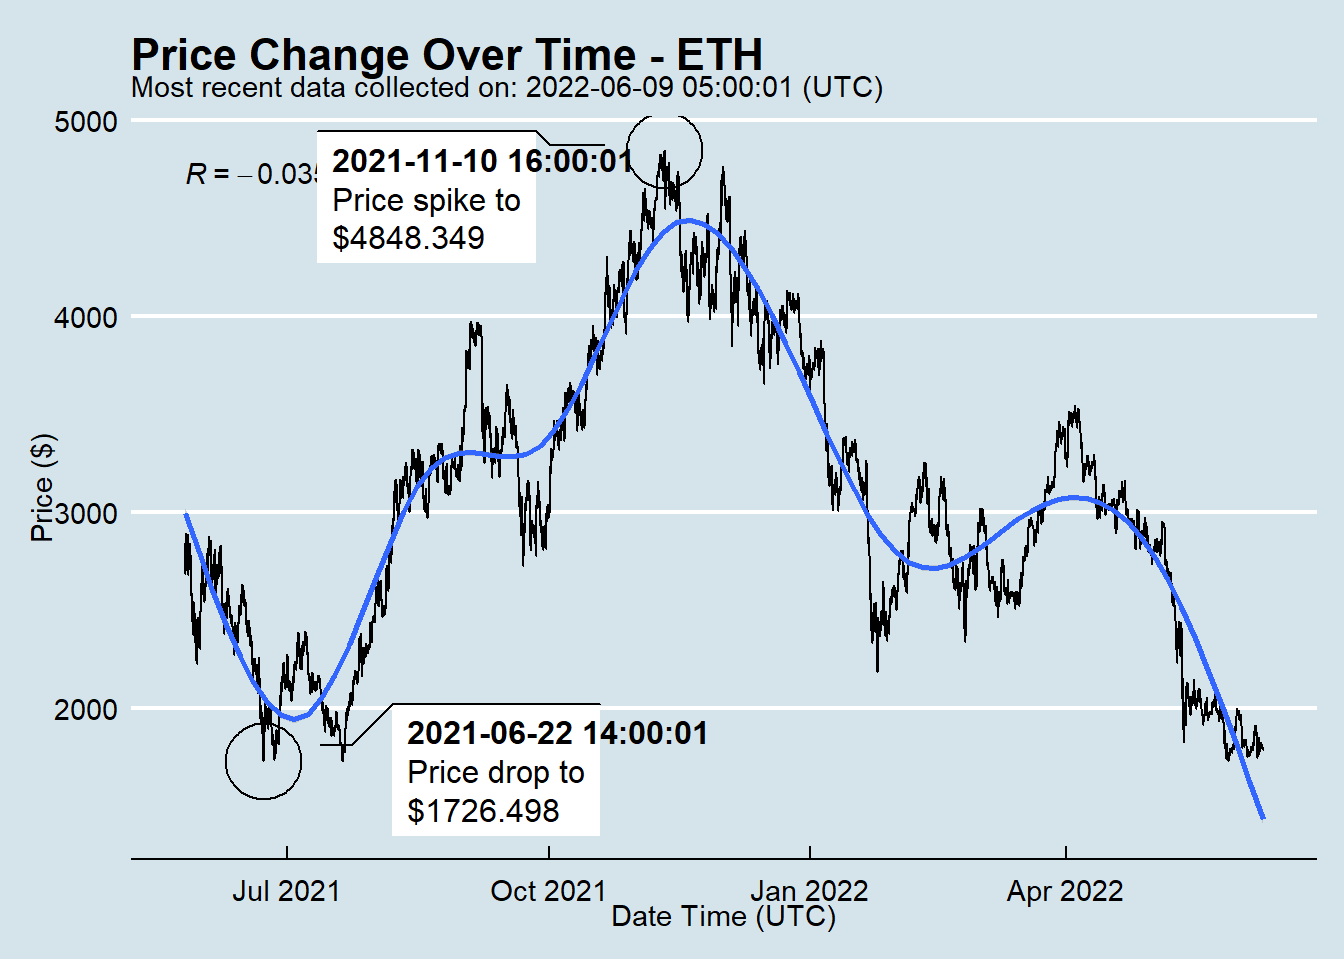 Price Change Over Time - ETH
Most recent data collected on: 2022-06-09 05:00:01 (UTC)
5000
4000
3000
2000
Price ($)
R = −0.035
2021-11-10 16:00:01
Price spike to
$4848.349
2021-06-22 14:00:01
Price drop to
$1726.498
Jul 2021
Oct 2021
Jan 2022
Apr 2022
Date Time (UTC)